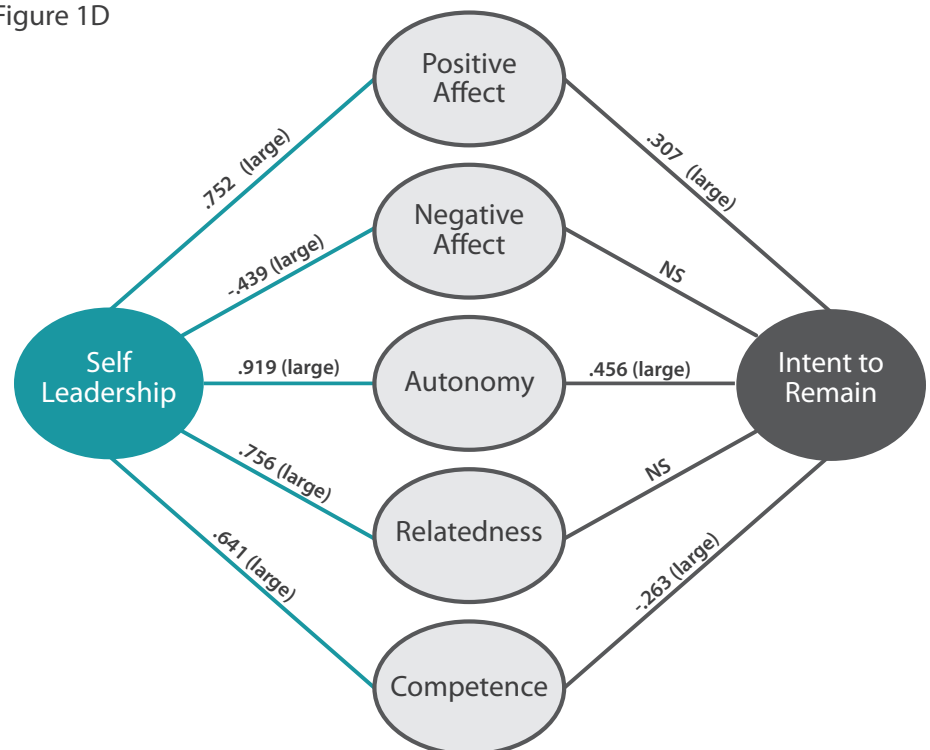 Figure 1D
Positive
Affect
.752 (large)
.307 (large)
Negative
Affect
-.439 (large)
NS
Self
Leadership
.919 (large)
Autonomy
.456 (large)
Intent to
Remain
.756 (large)
Relatedness
NS
.641 (large)
-.263 (large)
Competence